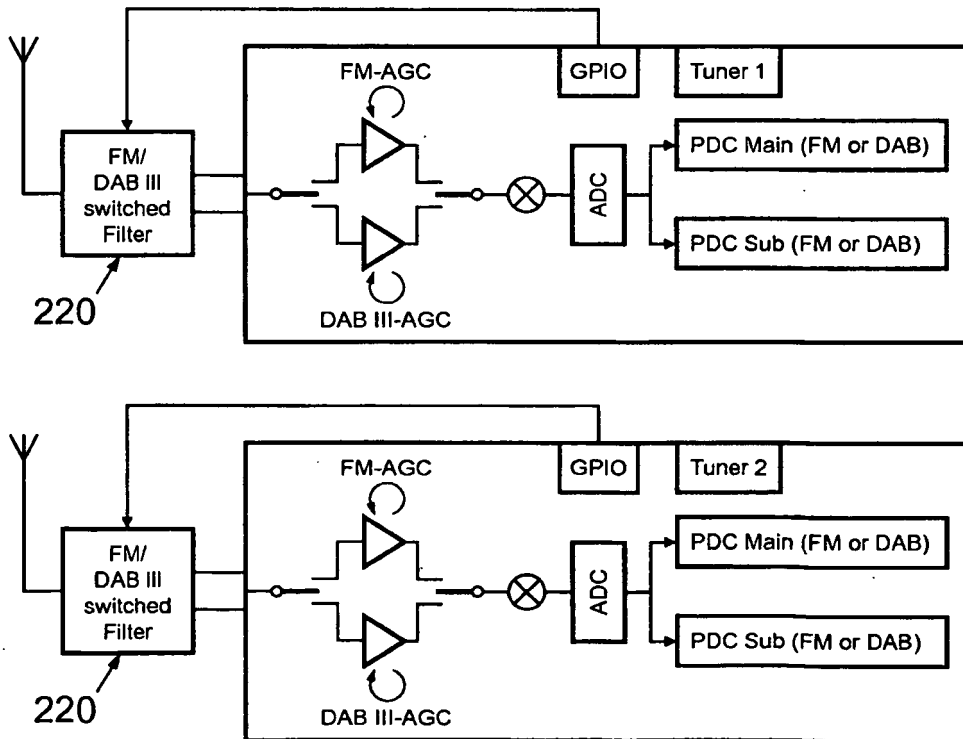 FM-AGC
GPIO
Tuner 1
FM/
DAB III
switched
Filter
ADC
PDC Main (FM or DAB)
PDC Sub (FM or DAB)
220
DAB III-AGC
FM-AGC
GPIO
Tuner 2
FM/
DAB III
switched
Filter
ADC
PDC Main (FM or DAB)
PDC Sub (FM or DAB)
220
DAB III-AGC